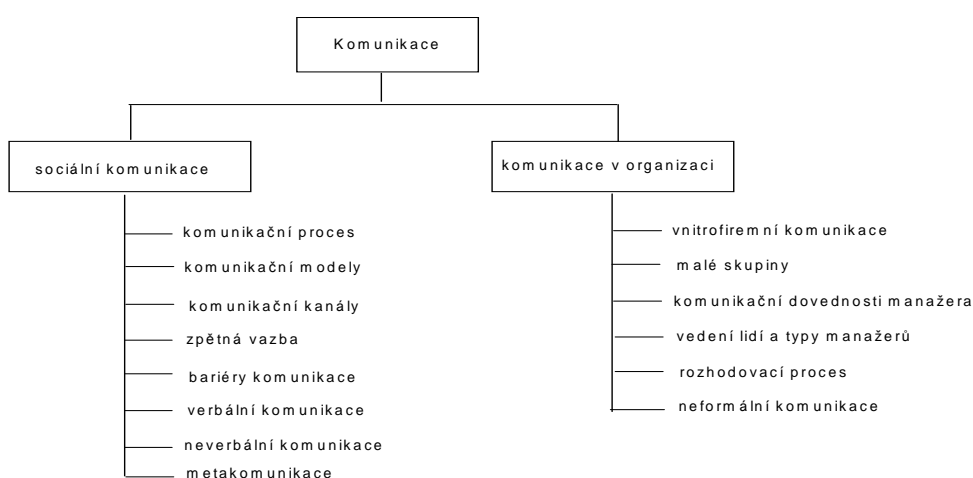 Komunikace
sociální komunikace
komunikace v organizaci
komunikační proces
komunikační modely
komunikační kanály
zpětná vazba
bariéry komunikace
verbální komunikace
neverbální komunikace
metakomunikace
vnitrofiremní komunikace
malé skupiny
komunikační dovednosti manažera
vedení lidí a typy manažerů
rozhodovací proces
neformální komunikace